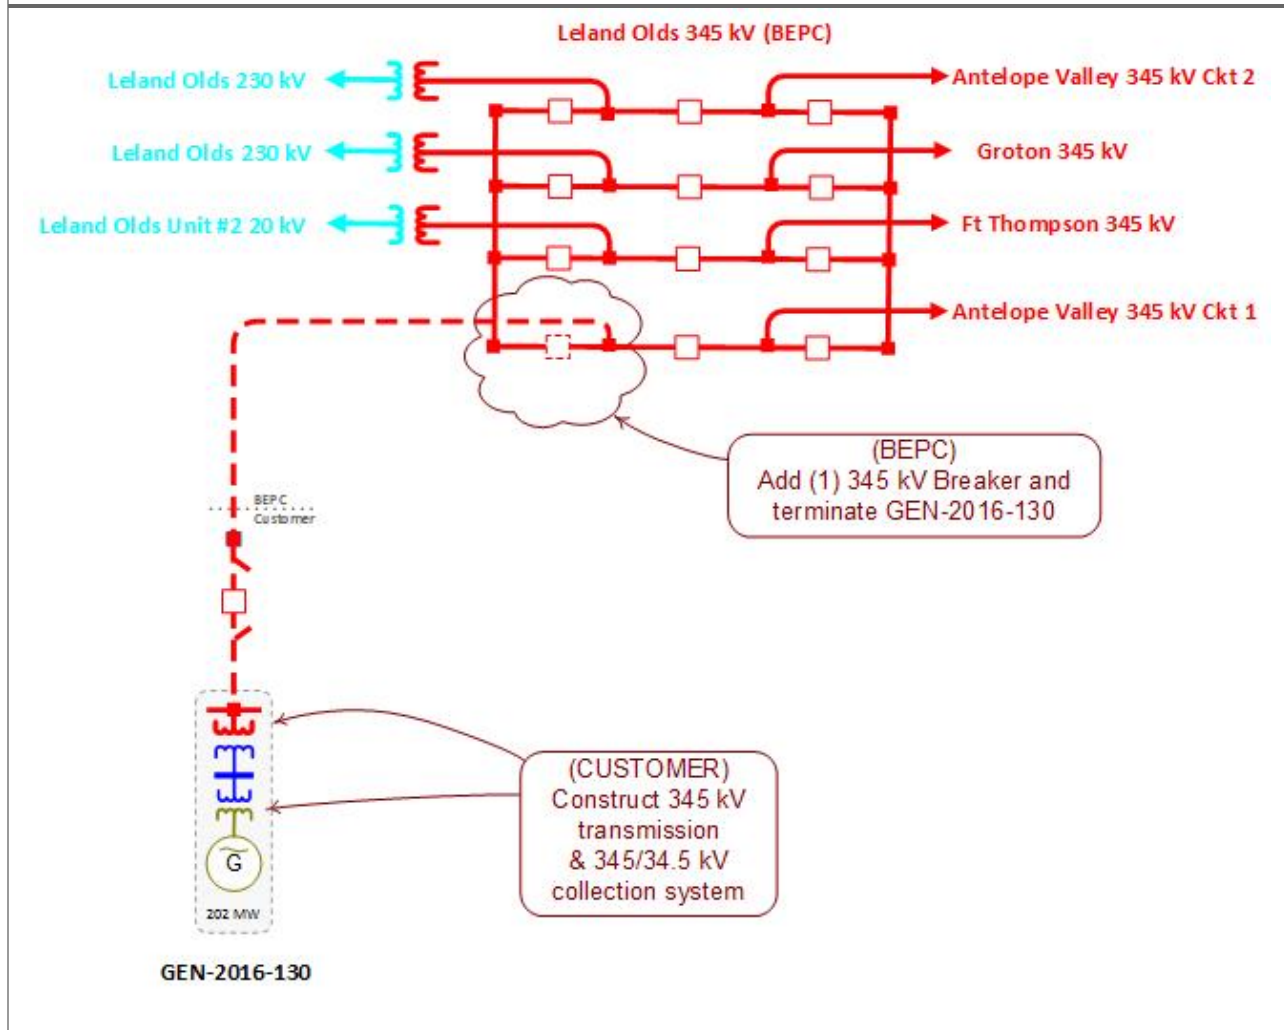 Leland Olds 345 kV (BEPC)
Leland Olds 230 kV
Antelope Valley 345 kV Ckt 2
Leland Olds 230 kV
Groton 345 kV
Leland Olds Unit #2 20 kV
Ft Thompson 345 kV
Antelope Valley 345 kV Ckt 1
(BEPC)
Add (1) 345 kV Breaker and
terminate GEN-2016-130
BEPC
Customer
(CUSTOMER)
Construct 345 kV
transmission
& 345/34.5 kV
collection system
G
202 MW
GEN-2016-130